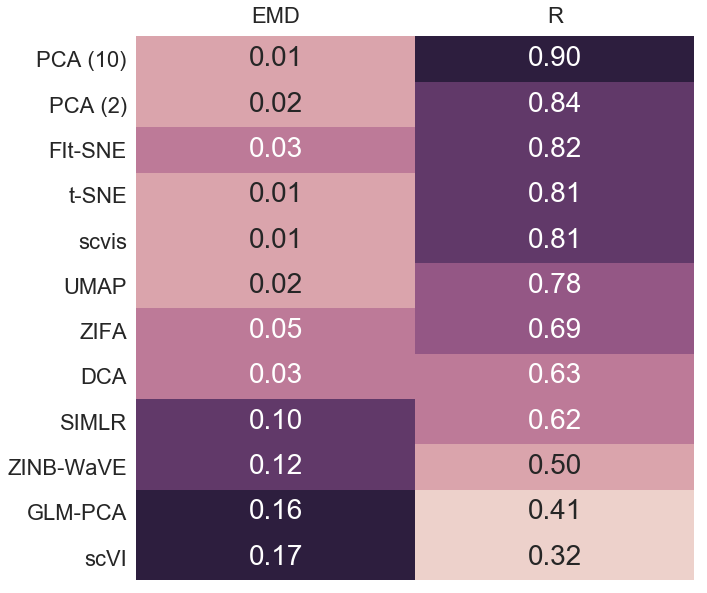 EMD R
PCA (10) 0.01 0.90
PCA (2) 0.02 0.84
FIt-SNE 0.03 0.82
t-SNE 0.01 0.81
scvis 0.01 0.81
UMAP 0.02 0.78
ZIFA 0.05 0.69
DCA 0.03 0.63
SIMLR 0.10 0.62
ZINB-WaVE 0.12 0.50
GLM-PCA 0.16 0.41
scVI 0.17 0.32